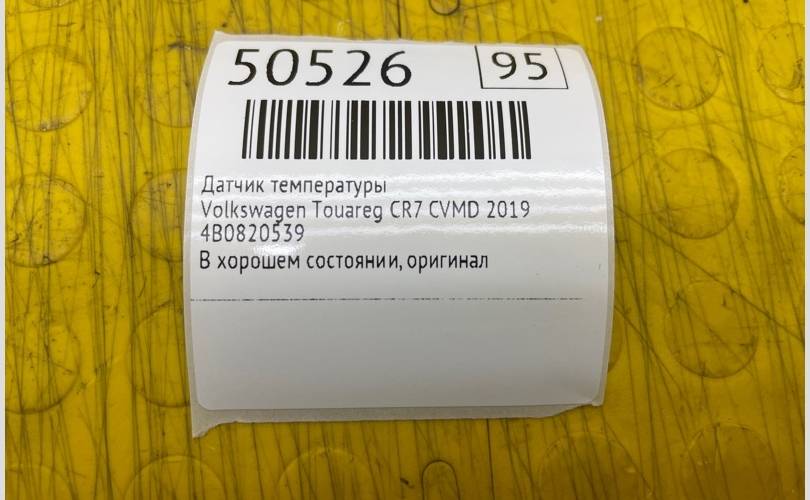 50526 95
Датчик температуры
Volkswagen Touareg CR7 CVMD 2019
4B0820539
В хорошем состоянии, оригинал